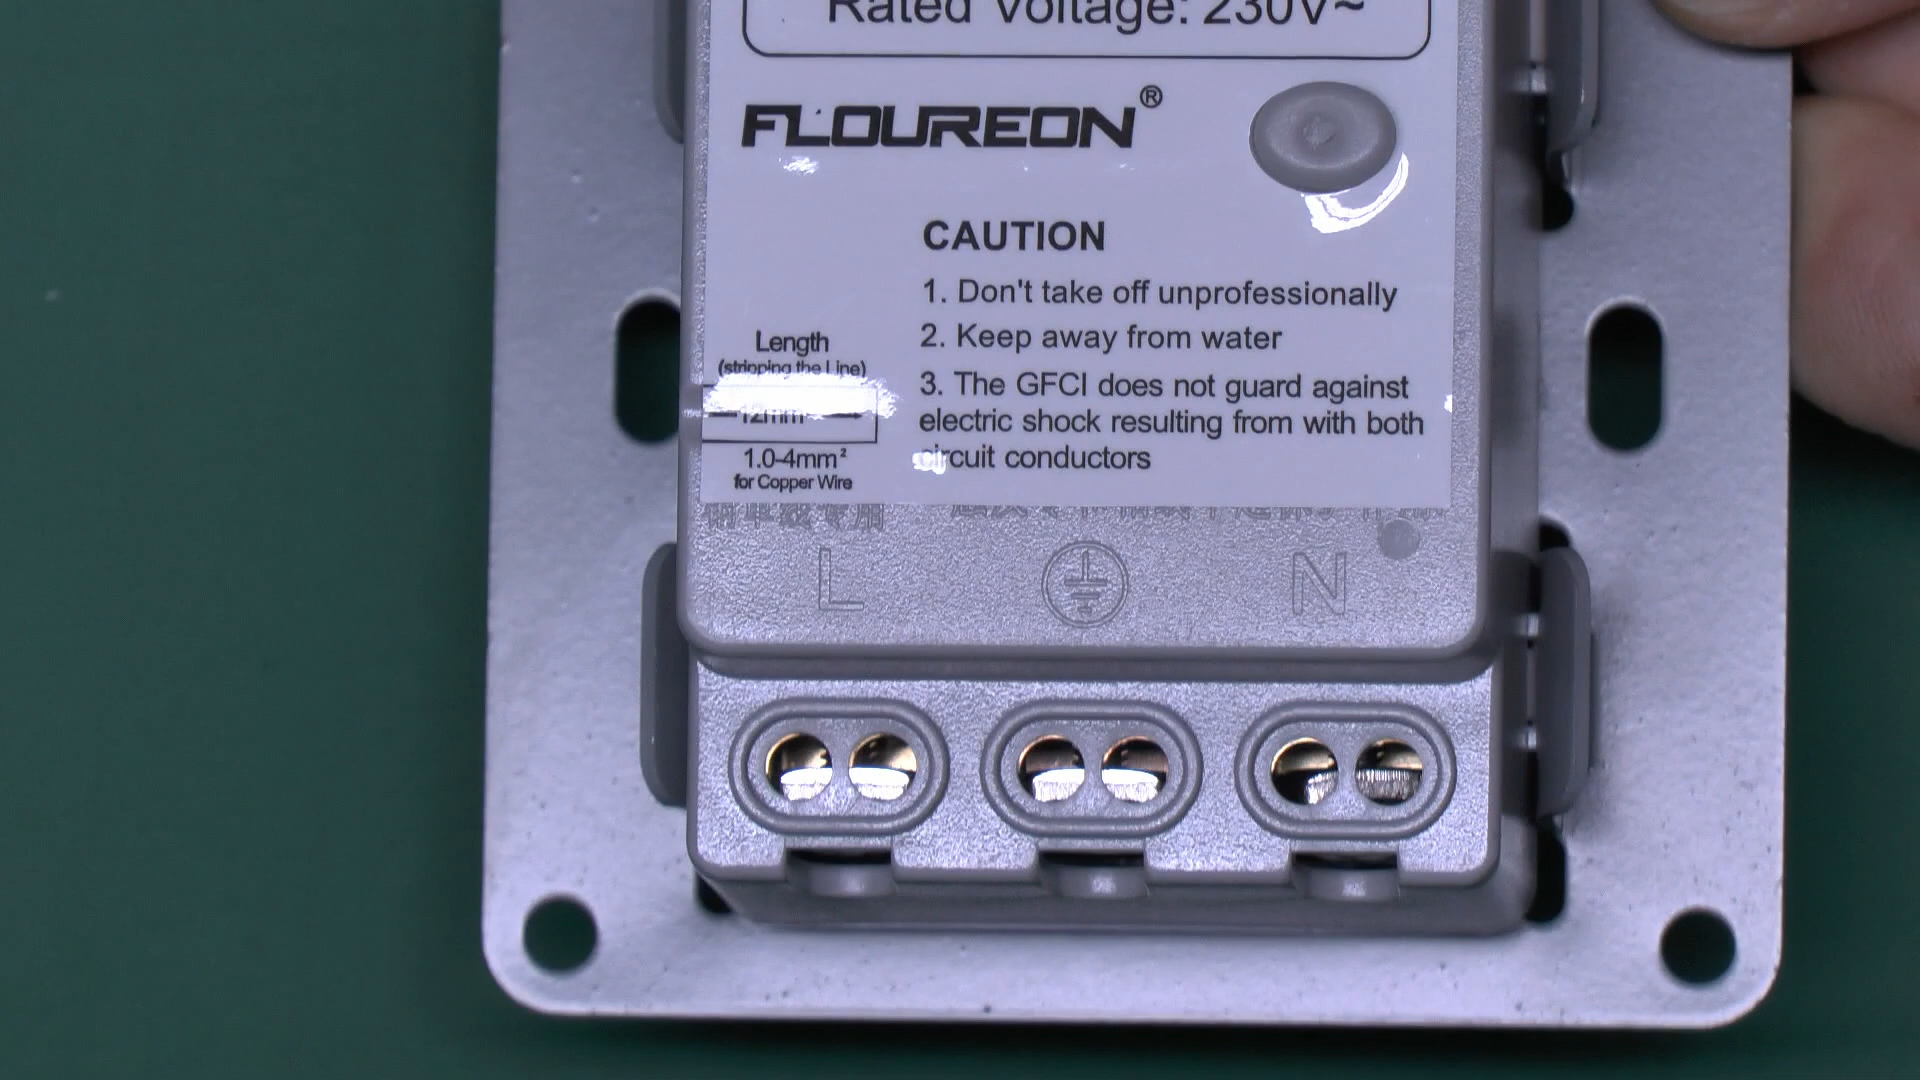 Rated Voltage: 230V~
FLOUREON®
CAUTION
1. Don't take off unprofessionally
2. Keep away from water
3. The GFCI does not guard against
electric shock resulting from with both
circuit conductors
Length
(stripping the Line)
12mm
1.0-4mm²
for Copper Wire
L N